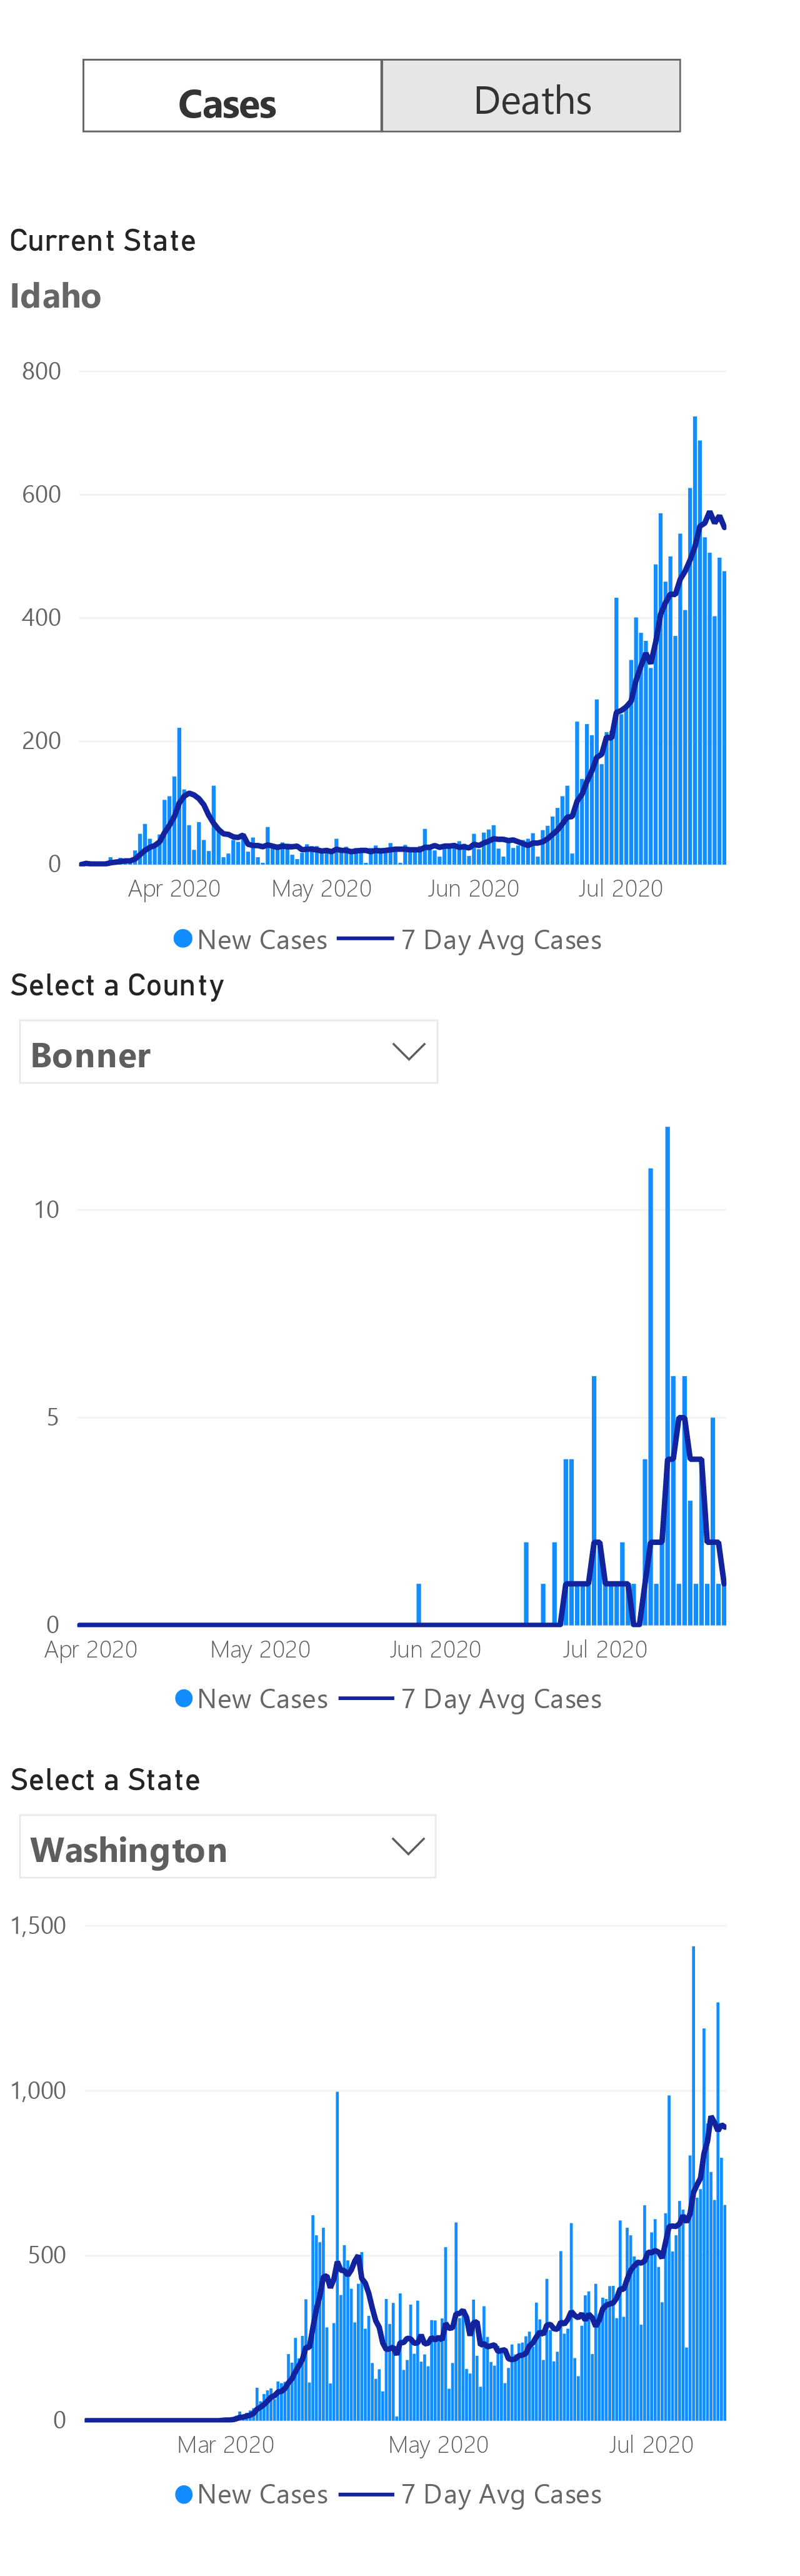 Cases Deaths
Current State
Idaho
800
600
400
200
0
Apr 2020 May 2020 Jun 2020 Jul 2020
New Cases 7 Day Avg Cases
Select a County
Bonner
10
5
0
Apr 2020 May 2020 Jun 2020 Jul 2020
New Cases 7 Day Avg Cases
Select a State
Washington
1,500
1,000
500
0
Mar 2020 May 2020 Jul 2020
New Cases 7 Day Avg Cases